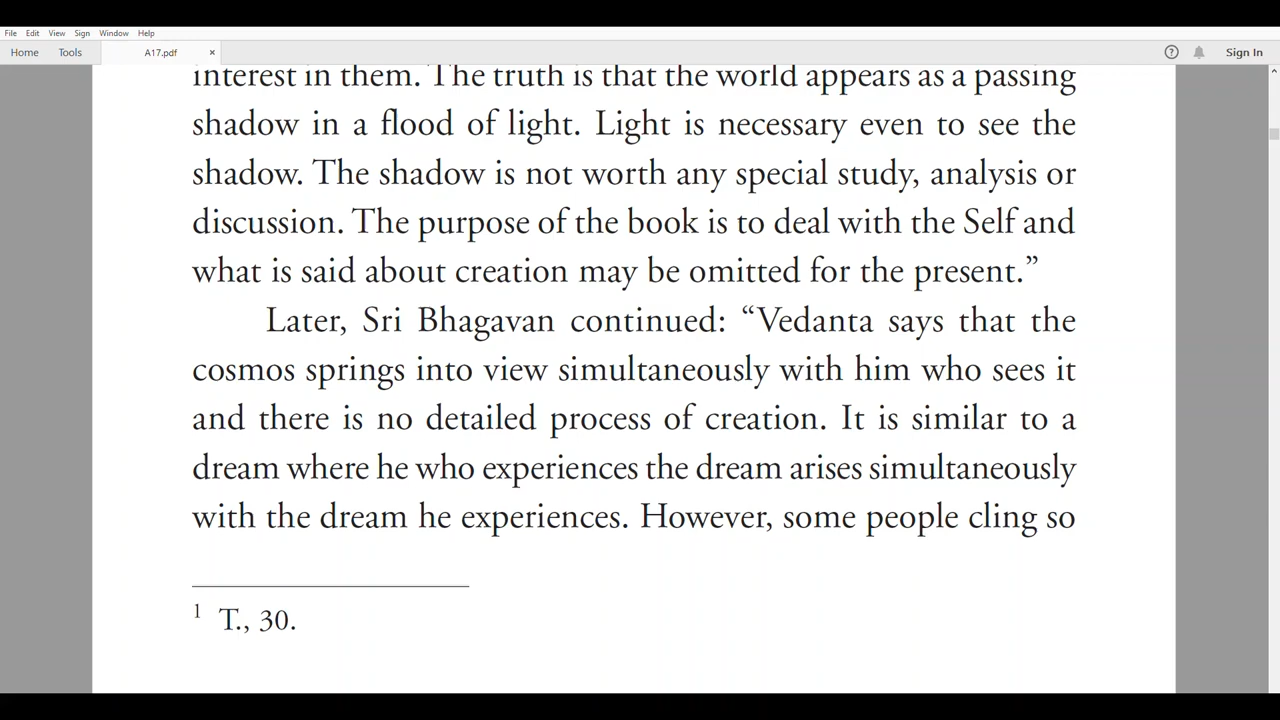 File Edit View Sign Window Help
Home Tools A17.pdf × ? Sign In
interest in them. The truth is that the world appears as a passing
shadow in a flood of light. Light is necessary even to see the
shadow. The shadow is not worth any special study, analysis or
discussion. The purpose of the book is to deal with the Self and
what is said about creation may be omitted for the present.”
Later, Sri Bhagavan continued: “Vedanta says that the
cosmos springs into view simultaneously with him who sees it
and there is no detailed process of creation. It is similar to a
dream where he who experiences the dream arises simultaneously
with the dream he experiences. However, some people cling so
1 T., 30.